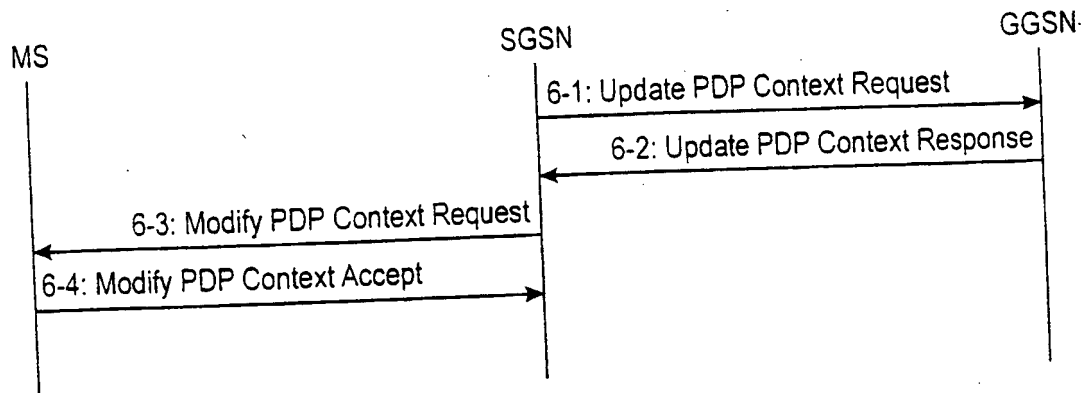 MS
SGSN
GGSN
6-1: Update PDP Context Request
6-2: Update PDP Context Response
6-3: Modify PDP Context Request
6-4: Modify PDP Context Accept